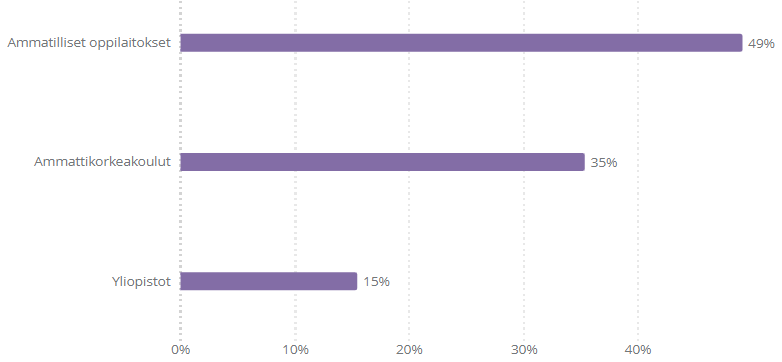 Ammatilliset oppilaitokset 49%
Ammattikorkeakoulut 35%
Yliopistot 15%
0% 10% 20% 30% 40%